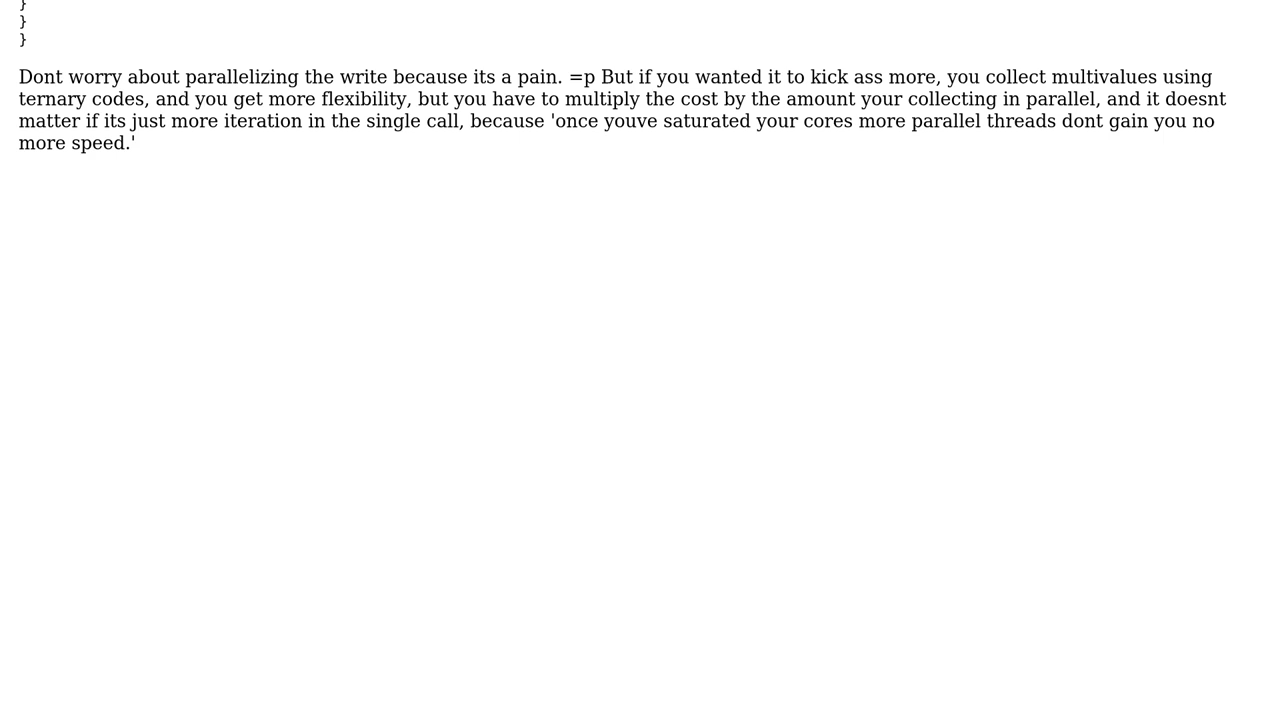 }
}
}
Dont worry about parallelizing the write because its a pain. =p But if you wanted it to kick ass more, you collect multivalues using
ternary codes, and you get more flexibility, but you have to multiply the cost by the amount your collecting in parallel, and it doesnt
matter if its just more iteration in the single call, because 'once youve saturated your cores more parallel threads dont gain you no
more speed.'